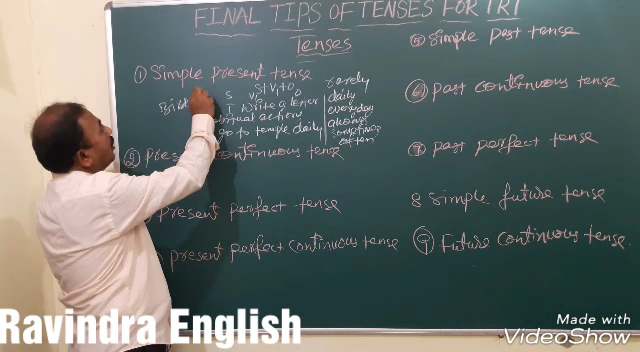 FINAL TIPS OF TENSES FOR TRT
Tenses
① Simple present tense
S+V₁+O
S V₁ O
I Write a letter
habitual action
go to temple daily
rarely
daily
everyday
always
sometimes
often
② present continuous tense
present perfect tense
present perfect continuous tense
⑤ simple past tense
⑥ past continuous tense
⑦ past perfect tense
8 simple future tense
⑨ Future continuous tense
Ravindra English
Made with
VideoShow